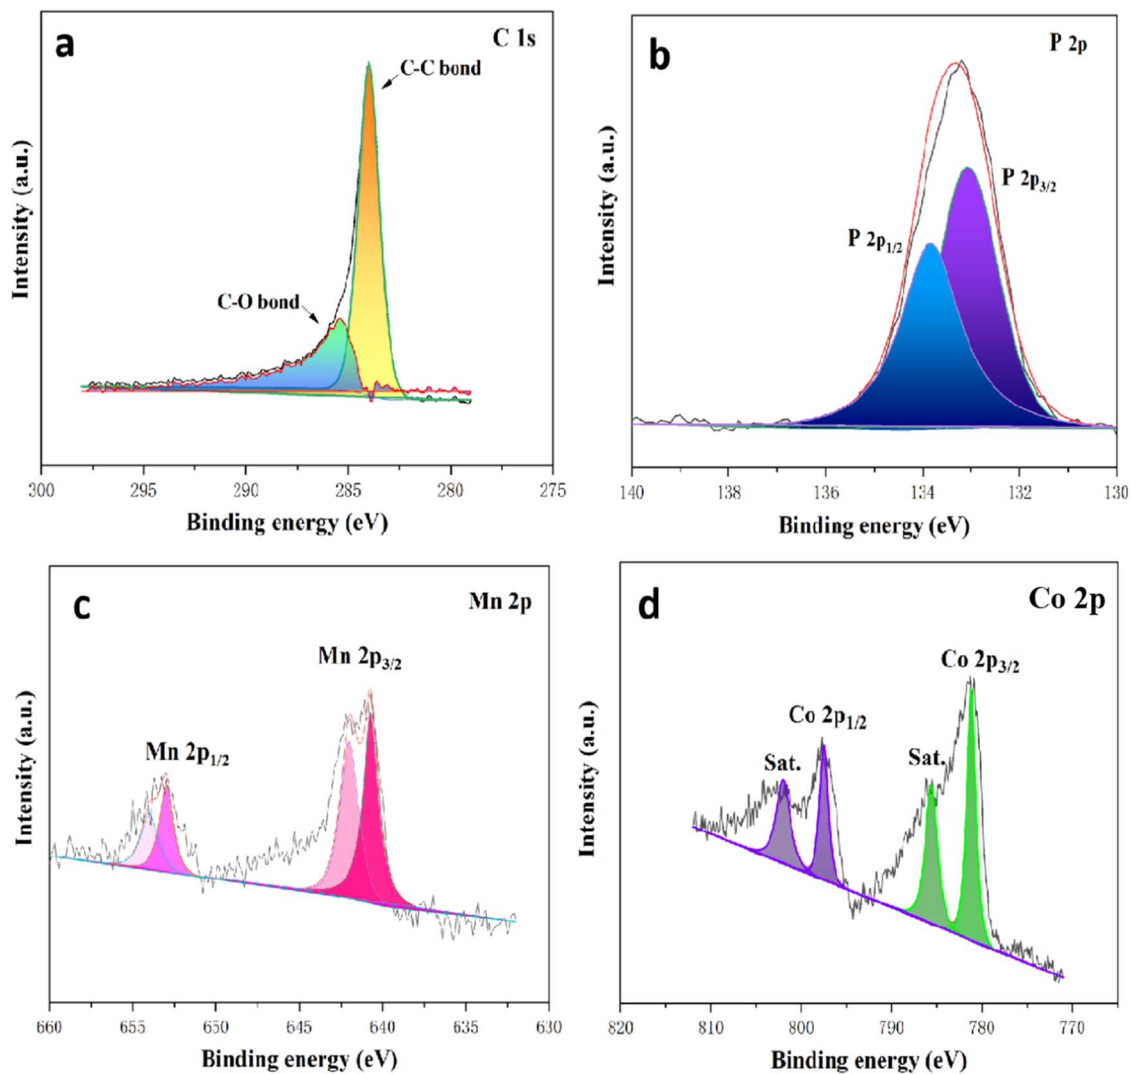 a
C 1s
C-C bond
C-O bond
Intensity (a.u.)
300 295 290 285 280 275
Binding energy (eV)
b
P 2p
P 2p3/2
P 2p1/2
Intensity (a.u.)
140 138 136 134 132 130
Binding energy (eV)
c
Mn 2p
Mn 2p3/2
Mn 2p1/2
Intensity (a.u.)
660 655 650 645 640 635 630
Binding energy (eV)
d
Co 2p
Co 2p3/2
Co 2p1/2
Sat.
Sat.
Intensity (a.u.)
820 810 800 790 780 770
Binding energy (eV)